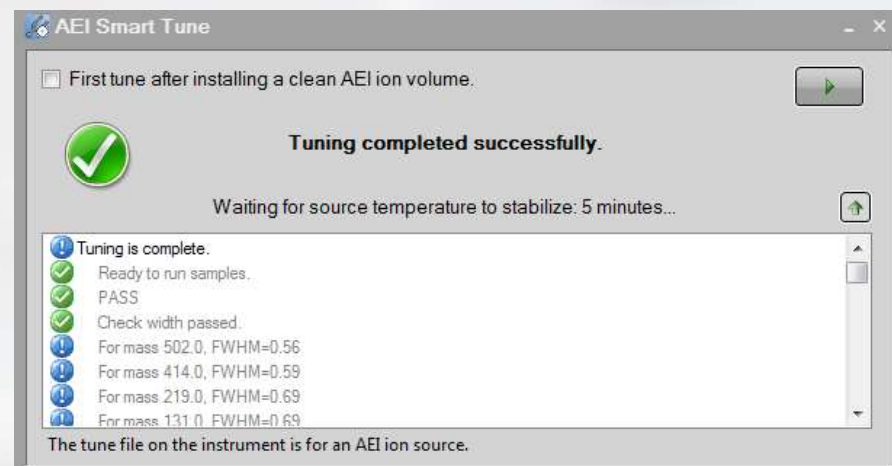 AEI Smart Tune
First tune after installing a clean AEI ion volume.
Tuning completed successfully.
Waiting for source temperature to stabilize: 5 minutes...
Tuning is complete.
Ready to run samples.
PASS
Check width passed.
For mass 502.0, FWHM=0.56
For mass 414.0, FWHM=0.59
For mass 219.0, FWHM=0.69
For mass 131.0, FWHM=0.69
The tune file on the instrument is for an AEI ion source.